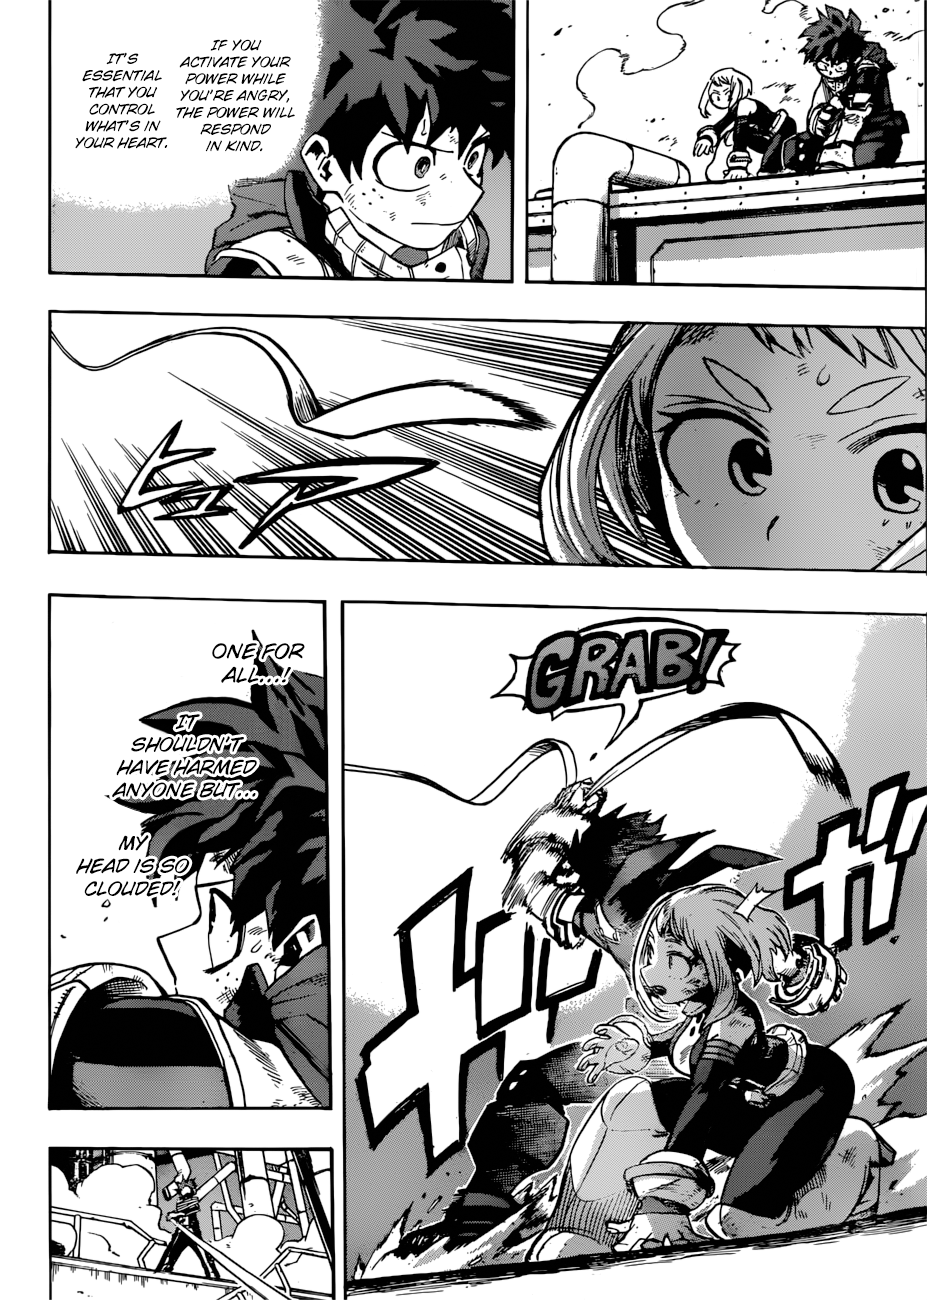 IF YOU
ACTIVATE YOUR
POWER WHILE
YOU'RE ANGRY,
THE POWER WILL
RESPOND
IN KIND.
IT'S
ESSENTIAL
THAT YOU
CONTROL
WHAT'S IN
YOUR HEART.
ヒュア
GRAB!
ガガ
ONE FOR
ALL...!
IT
SHOULDN'T
HAVE HARMED
ANYONE BUT...
MY
HEAD IS SO
CLOUDED!